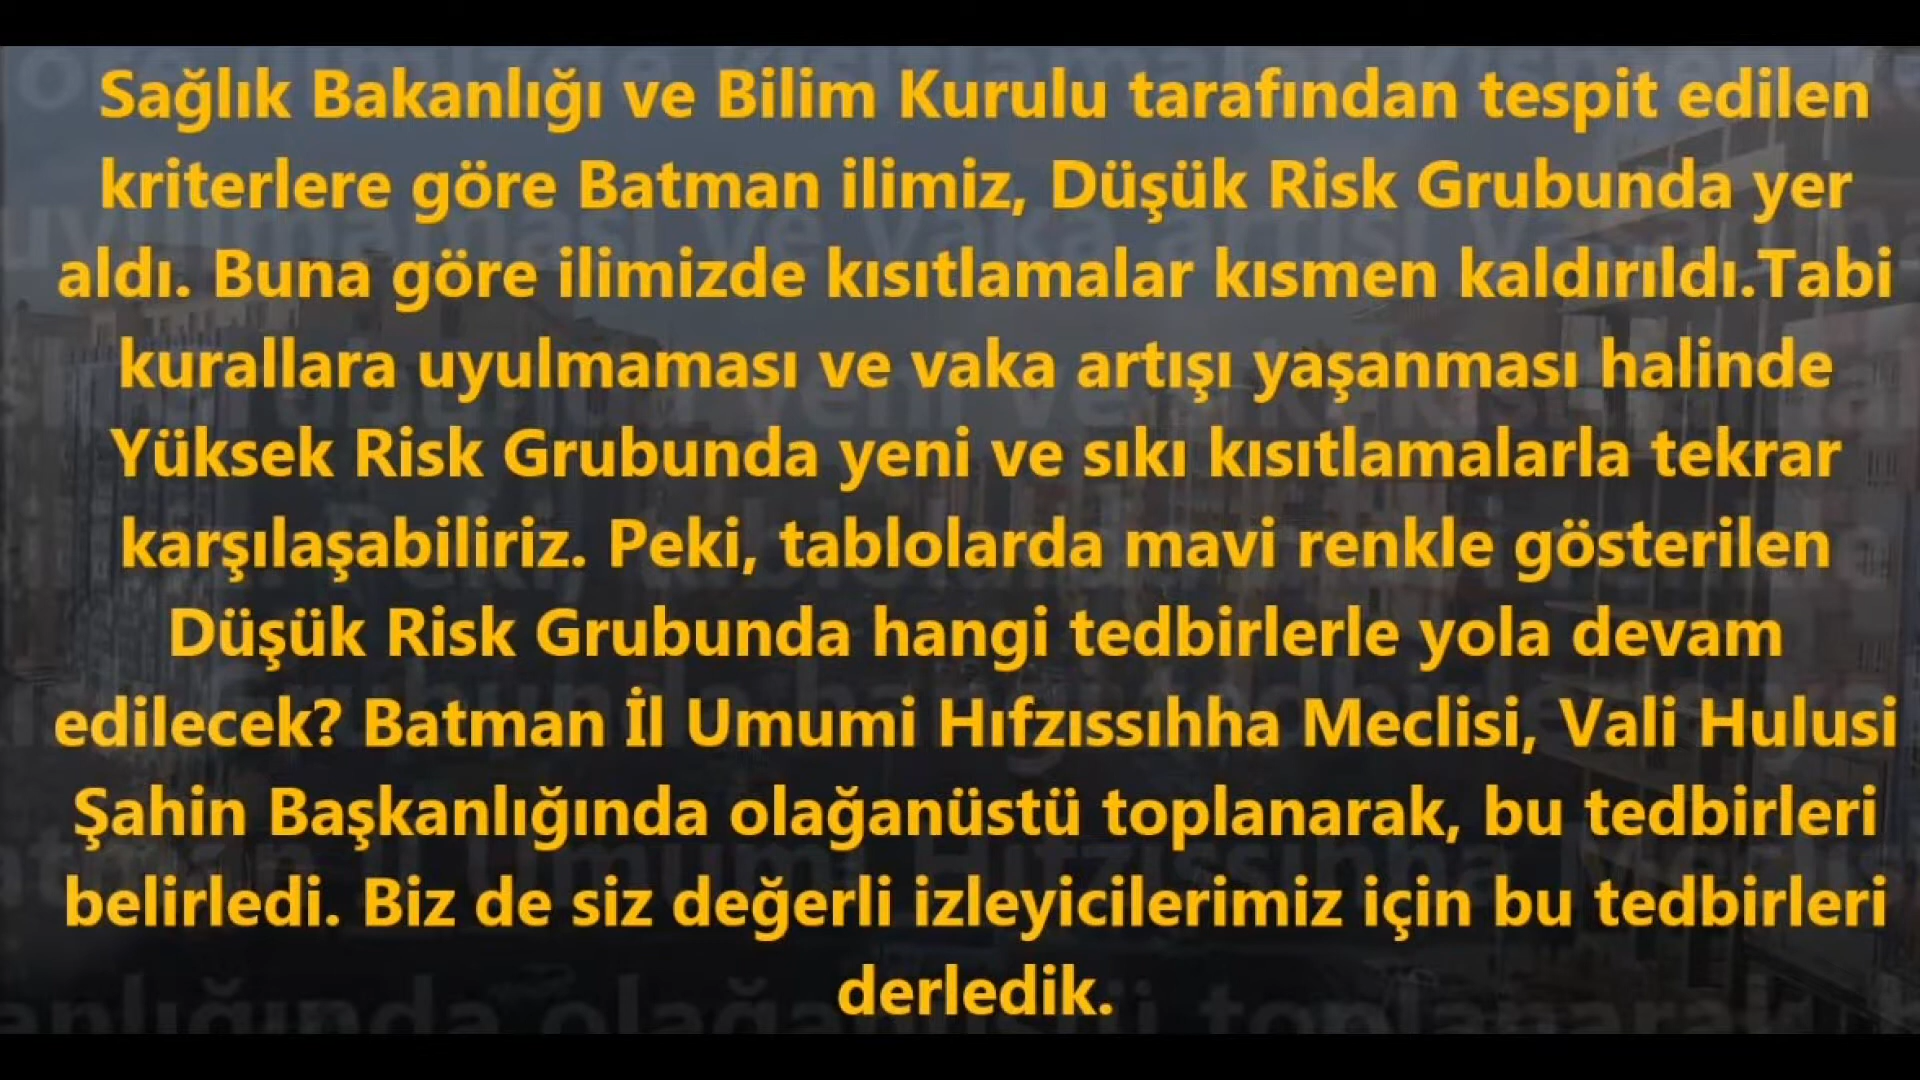 Sağlık Bakanlığı ve Bilim Kurulu tarafından tespit edilen
kriterlere göre Batman ilimiz, Düşük Risk Grubunda yer
aldı. Buna göre ilimizde kısıtlamalar kısmen kaldırıldı.Tabi
kurallara uyulmaması ve vaka artışı yaşanması halinde
Yüksek Risk Grubunda yeni ve sıkı kısıtlamalarla tekrar
karşılaşabiliriz. Peki, tablolarda mavi renkle gösterilen
Düşük Risk Grubunda hangi tedbirlerle yola devam
edilecek? Batman İl Umumi Hıfzıssıhha Meclisi, Vali Hulusi
Şahin Başkanlığında olağanüstü toplanarak, bu tedbirleri
belirledi. Biz de siz değerli izleyicilerimiz için bu tedbirleri
derledik.